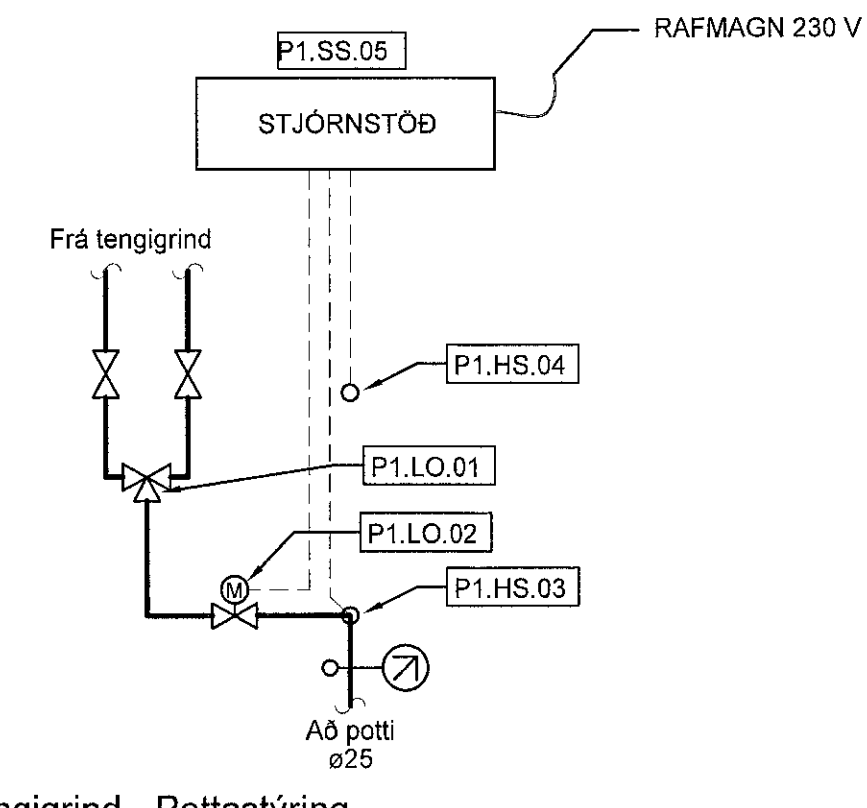 P1.SS.05
RAFMAGN 230 V
STJÓRNSTÖÐ
Frá tengigrind
P1.HS.04
P1.LO.01
P1.LO.02
M
P1.HS.03
Að potti
ø25
Pottastýring